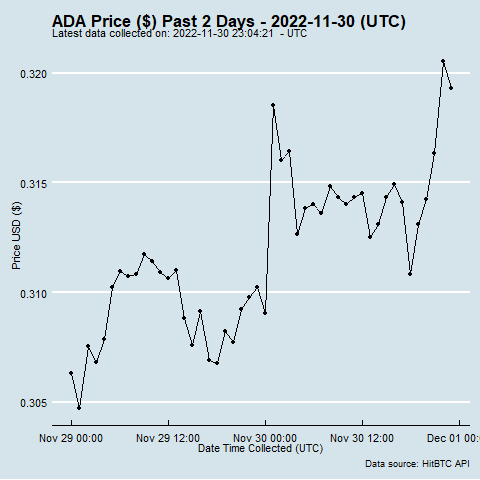 ADA Price ($) Past 2 Days - 2022-11-30 (UTC)
Latest data collected on: 2022-11-30 23:04:21 - UTC
0.320
0.315
0.310
0.305
Price USD ($)
Nov 29 00:00 Nov 29 12:00 Nov 30 00:00 Nov 30 12:00 Dec 01 00
Date Time Collected (UTC)
Data source: HitBTC API